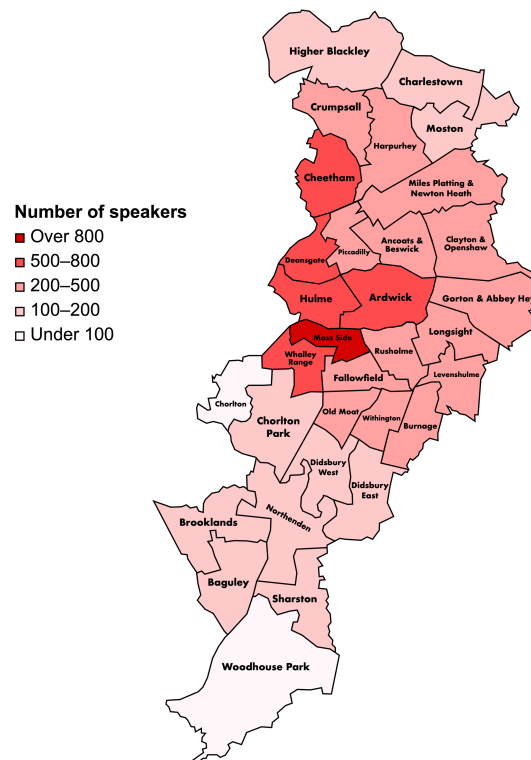 Higher Blackley
Charlestown
Crumpsall
Moston
Harpurhey
Cheetham
Miles Platting &
Newton Heath
Number of speakers
Over 800
500–800
200–500
100–200
Under 100
Deansgate
Piccadilly
Ancoats &
Beswick
Clayton &
Openshaw
Hulme
Ardwick
Gorton & Abbey Hey
Moss Side
Longsight
Whalley
Range
Rusholme
Fallowfield
Levenshulme
Chorlton
Chorlton
Park
Old Moat
Withington
Burnage
Didsbury
West
Didsbury
East
Northenden
Brooklands
Baguley
Sharston
Woodhouse Park